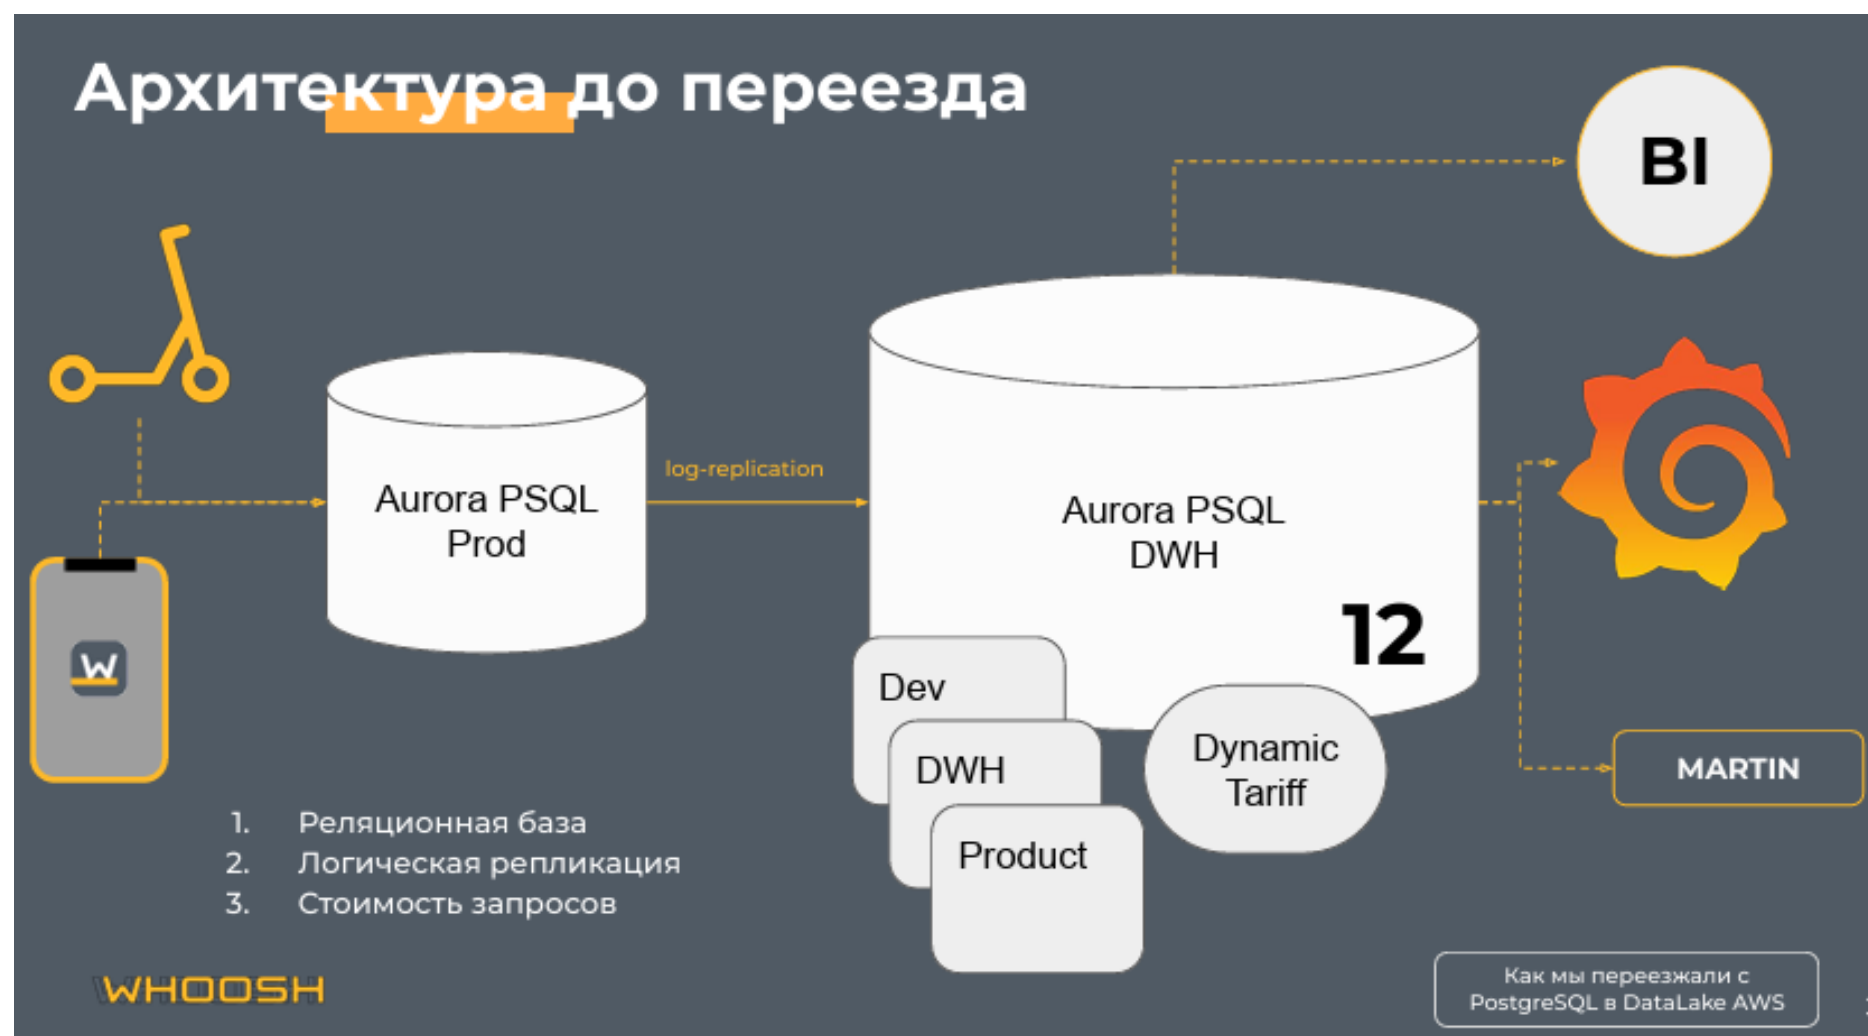 Архитектура до переезда
BI
log-replication
Aurora PSQL
Prod
Aurora PSQL
DWH
12
W
Dev
DWH
Product
Dynamic
Tariff
MARTIN
1. Реляционная база
2. Логическая репликация
3. Стоимость запросов
WHOOSH
Как мы переезжали с
PostgreSQL в DataLake AWS